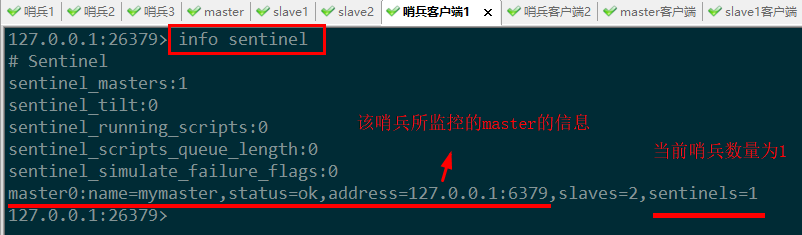 哨兵1 哨兵2 哨兵3 master slave1 slave2 哨兵客户端1 × 哨兵客户端2 master客户端 slave1客户端
127.0.0.1:26379> info sentinel
# Sentinel
sentinel_masters:1
sentinel_tilt:0
sentinel_running_scripts:0
该哨兵所监控的master的信息
sentinel_scripts_queue_length:0
当前哨兵数量为1
sentinel_simulate_failure_flags:0
master0:name=mymaster,status=ok,address=127.0.0.1:6379,slaves=2,sentinels=1
127.0.0.1:26379>